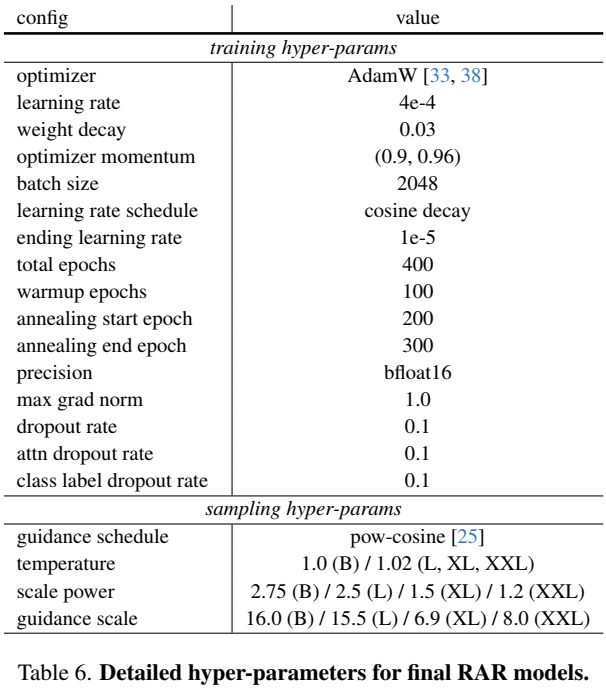 config value
training hyper-params
optimizer AdamW [33, 38]
learning rate 4e-4
weight decay 0.03
optimizer momentum (0.9, 0.96)
batch size 2048
learning rate schedule cosine decay
ending learning rate 1e-5
total epochs 400
warmup epochs 100
annealing start epoch 200
annealing end epoch 300
precision bfloat16
max grad norm 1.0
dropout rate 0.1
attn dropout rate 0.1
class label dropout rate 0.1
sampling hyper-params
guidance schedule pow-cosine [25]
temperature 1.0 (B) / 1.02 (L, XL, XXL)
scale power 2.75 (B) / 2.5 (L) / 1.5 (XL) / 1.2 (XXL)
guidance scale 16.0 (B) / 15.5 (L) / 6.9 (XL) / 8.0 (XXL)
Table 6. Detailed hyper-parameters for final RAR models.